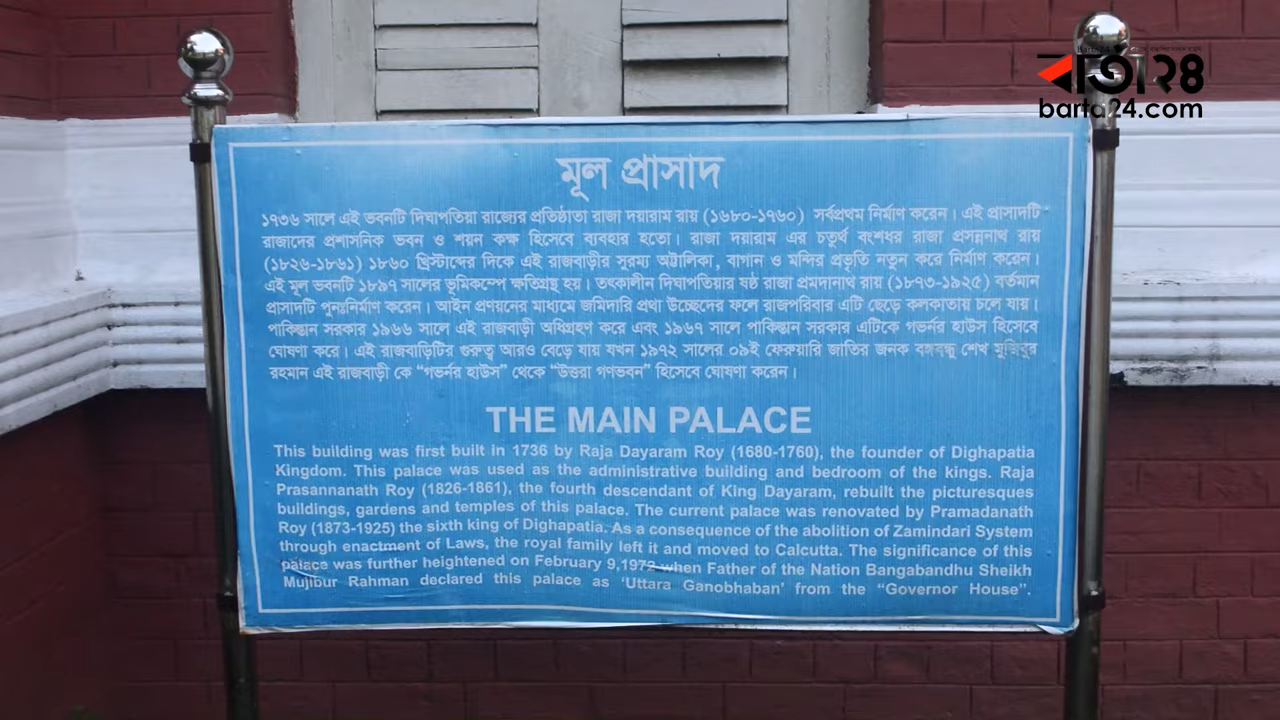 বার্তা২৪
barta24.com
মূল প্রাসাদ
১৭৩৬ সালে এই ভবনটি দিঘাপতিয়া রাজ্যের প্রতিষ্ঠাতা রাজা দয়ারাম রায় (১৬৮০-১৭৬০) সর্বপ্রথম নির্মাণ করেন। এই প্রাসাদটি
রাজাদের প্রশাসনিক ভবন ও শয়ন কক্ষ হিসেবে ব্যবহার হতো। রাজা দয়ারাম এর চতুর্থ বংশধর রাজা প্রসন্ননাথ রায়
(১৮২৬-১৮৬১) ১৮৬০ খ্রিস্টাব্দের দিকে এই রাজবাড়ীর সুরম্য অট্টালিকা, বাগান ও মন্দির প্রভৃতি নতুন করে নির্মাণ করেন।
এই মূল ভবনটি ১৮৯৭ সালের ভূমিকম্পে ক্ষতিগ্রস্থ হয়। তৎকালীন দিঘাপতিয়ার ষষ্ঠ রাজা প্রমদানাথ রায় (১৮৭৩-১৯২৫) বর্তমান
প্রাসাদটি পুনঃনির্মাণ করেন। আইন প্রণয়নের মাধ্যমে জমিদারি প্রথা উচ্ছেদের ফলে রাজপরিবার এটি ছেড়ে কলকাতায় চলে যায়।
পাকিস্তান সরকার ১৯৬৬ সালে এই রাজবাড়ী অধিগ্রহণ করে এবং ১৯৬৭ সালে পাকিস্তান সরকার এটিকে গভর্নর হাউস হিসেবে
ঘোষণা করে। এই রাজবাড়িটির গুরুত্ব আরও বেড়ে যায় যখন ১৯৭২ সালের ০৯ই ফেব্রুয়ারি জাতির জনক বঙ্গবন্ধু শেখ মুজিবুর
রহমান এই রাজবাড়ী কে “গভর্নর হাউস” থেকে “উত্তরা গণভবন” হিসেবে ঘোষণা করেন।
THE MAIN PALACE
This building was first built In 1736 by Raja Dayaram Roy (1680-1760), the founder of Dighapatia
Kingdom. This palace was used as the administrative building and bedroom of the kings. Raja
Prasannanath Roy (1826-1861), the fourth descendant of King Dayaram, rebuilt the picturesques
buildings, gardens and temples of this palace. The current palace was renovated by Pramadanath
Roy (1873-1925) the sixth king of Dighapatia. As a consequence of the abolition of Zamindari System
through enactment of Laws, the royal family left it and moved to Calcutta. The significance of this
palace was further heightened on February 9,1972 when Father of the Nation Bangabandhu Sheikh
Mujibur Rahman declared this palace as ‘Uttara Ganobhaban’ from the “Governor House”.